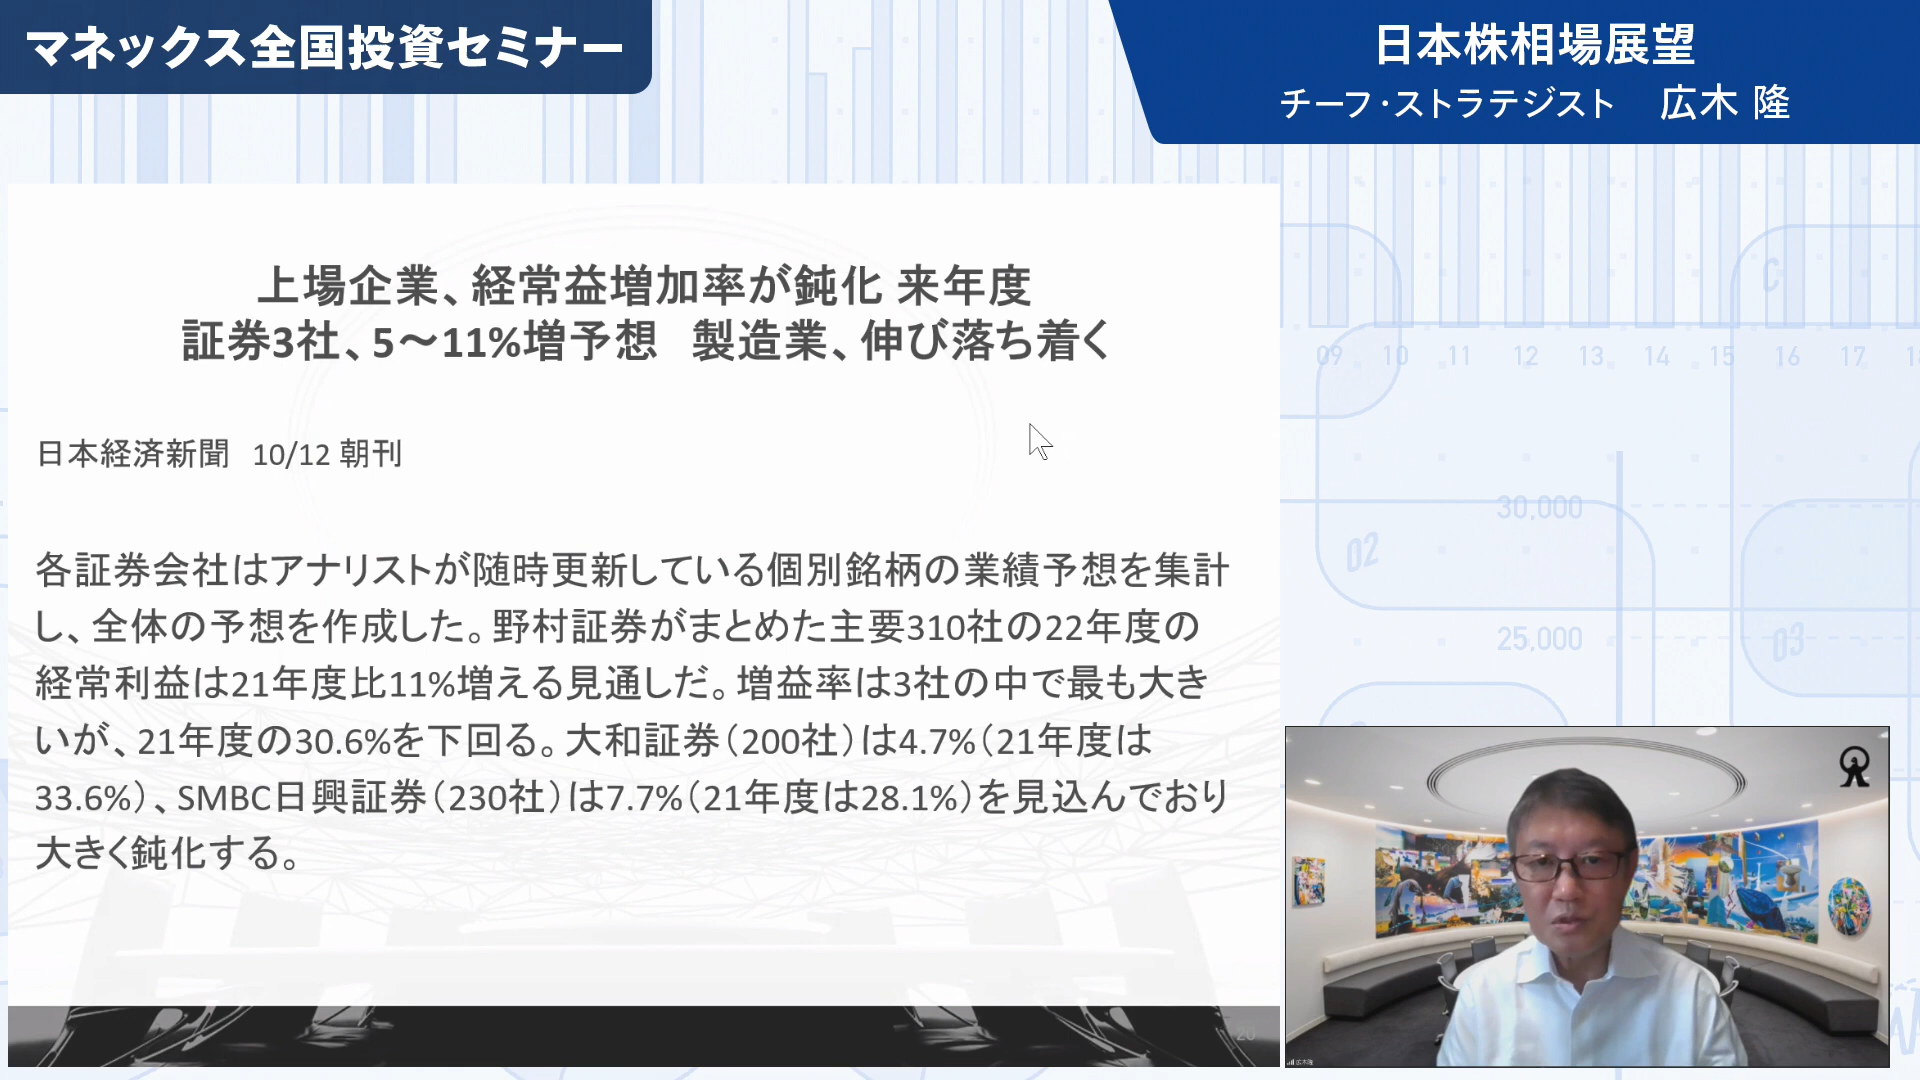 マネックス全国投資セミナー
日本株相場展望
チーフ・ストラテジスト 広木 隆
上場企業、経常益増加率が鈍化 来年度
証券3社、5～11%増予想 製造業、伸び落ち着く
日本経済新聞 10/12 朝刊
各証券会社はアナリストが随時更新している個別銘柄の業績予想を集計
し、全体の予想を作成した。野村証券がまとめた主要310社の22年度の
経常利益は21年度比11%増える見通しだ。増益率は3社の中で最も大き
いが、21年度の30.6%を下回る。大和証券（200社）は4.7%（21年度は
33.6%）、SMBC日興証券（230社）は7.7%（21年度は28.1%）を見込んでおり
大きく鈍化する。
20
C
09 10 11 12 13 14 15 16 17
30,000
02
25,000
03
広木隆